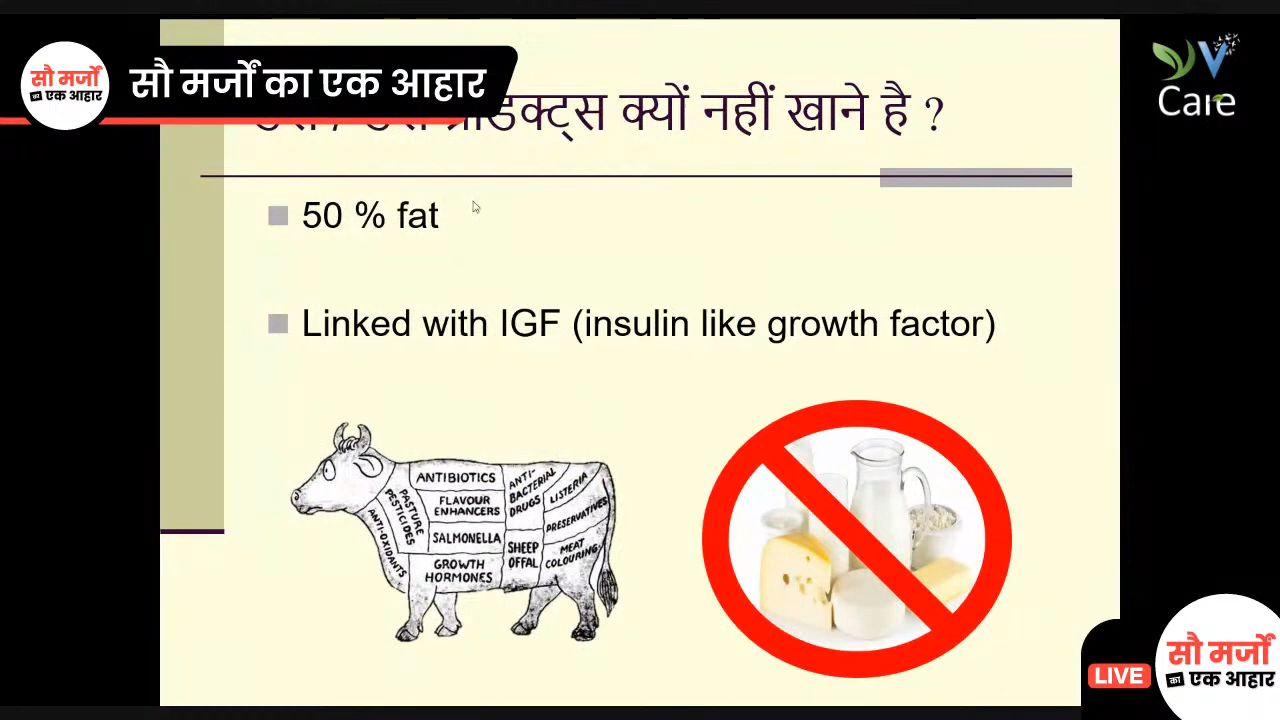 सौ मर्जों
का एक आहार
सौ मर्जों का एक आहार
V
Care
क्यों नहीं खाने है ?
50 % fat
Linked with IGF (insulin like growth factor)
ANTIBIOTICS
FLAVOUR
ENHANCERS
SALMONELLA
GROWTH
HORMONES
PASTURE
PESTICIDES
ANTI-OXIDANTS
ANTI-
BACTERIAL
DRUGS
SHEEP
OFFAL
LISTERIA
PRESERVATIVES
MEAT
COLOURING
LIVE
सौ मर्जों
का एक आहार